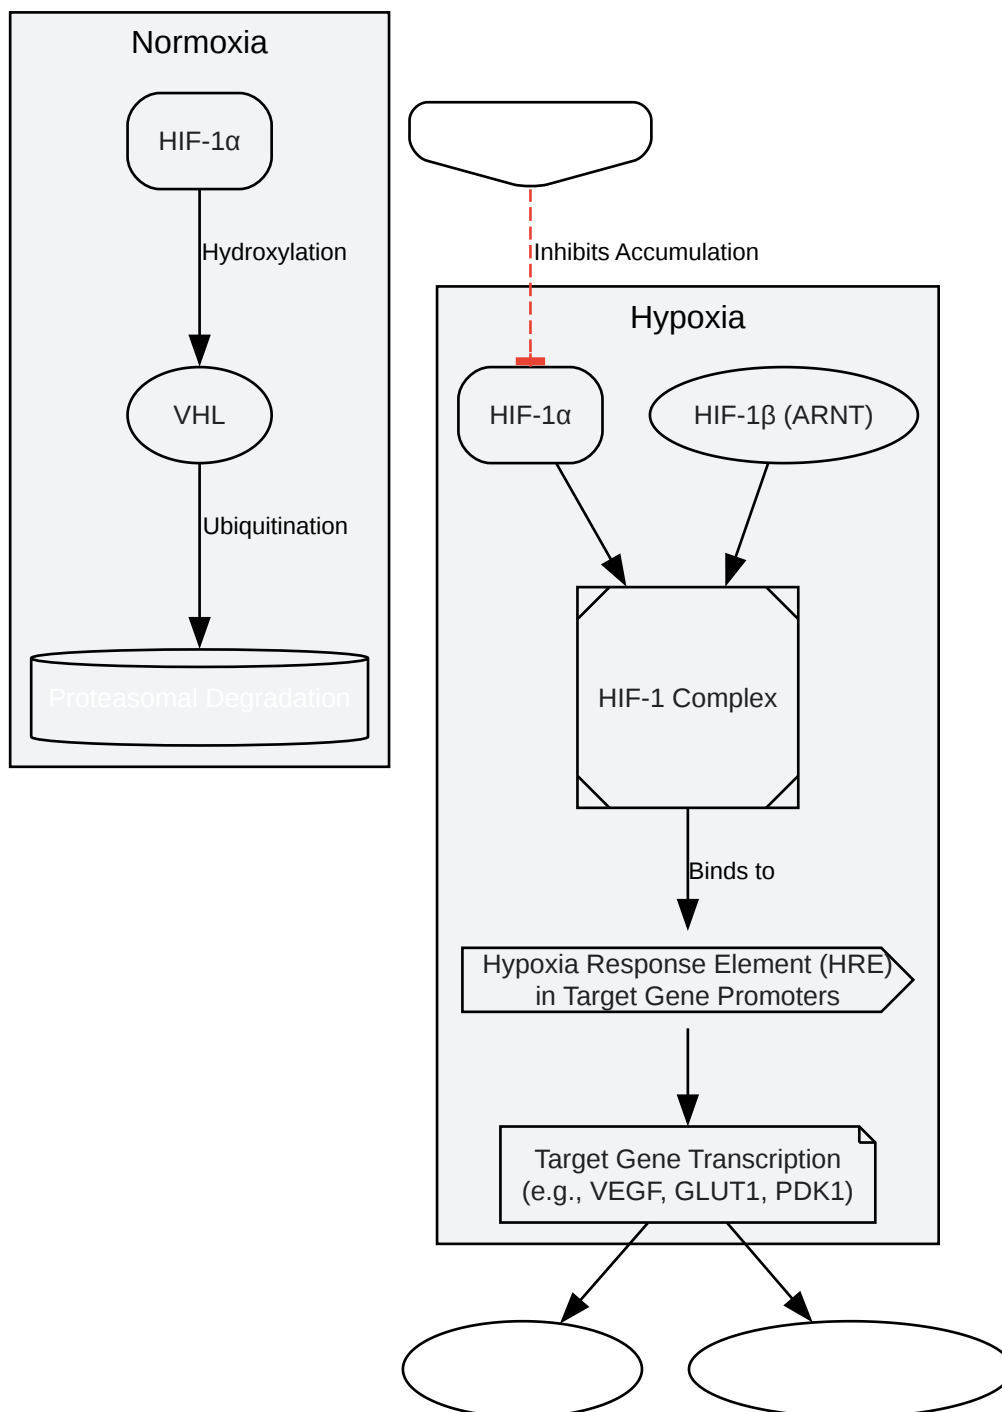 Normoxia
HIF-1α
Hydroxylation
VHL
Ubiquitination
Proteasomal Degradation
Inhibits Accumulation
Hypoxia
HIF-1α
HIF-1β (ARNT)
HIF-1 Complex
Binds to
Hypoxia Response Element (HRE)
in Target Gene Promoters
Target Gene Transcription
(e.g., VEGF, GLUT1, PDK1)